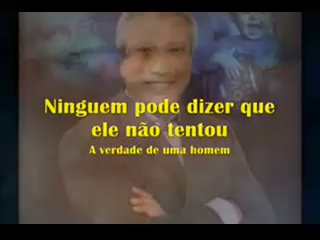 Ninguem pode dizer que
ele não tentou
A verdade de uma homem